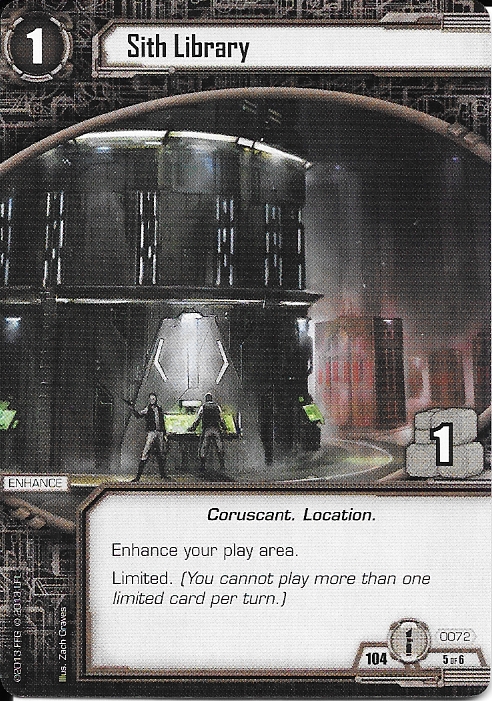 1
Sith Library
1
ENHANCE
Coruscant. Location.
Enhance your play area.
Limited. (You cannot play more than one
limited card per turn.)
©2013 FFG ©2013 LFL
Illus. Zach Graves
0072
104
5 OF 6